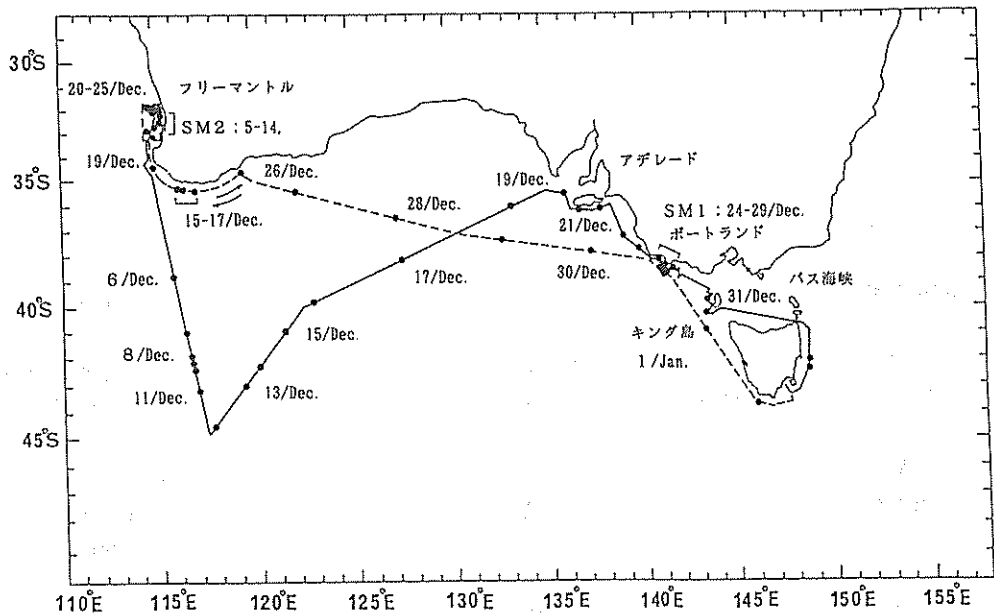 30°S
20-25/Dec.
フリーマントル
SM2:5-14,
アデレード
19/Dec.
26/Dec.
19/Dec.
35°S
28/Dec.
SM1:24-29/Dec.
15-17/Dec.
21/Dec.
ポートランド
6/Dec.
17/Dec.
30/Dec.
バス海峡
31/Dec.
40°S
15/Dec.
キング島
8/Dec.
1/Jan.
11/Dec.
13/Dec.
45°S
110°E
115°E
120°E
125°E
130°E
135°E
140°E
145°E
150°E
155°E